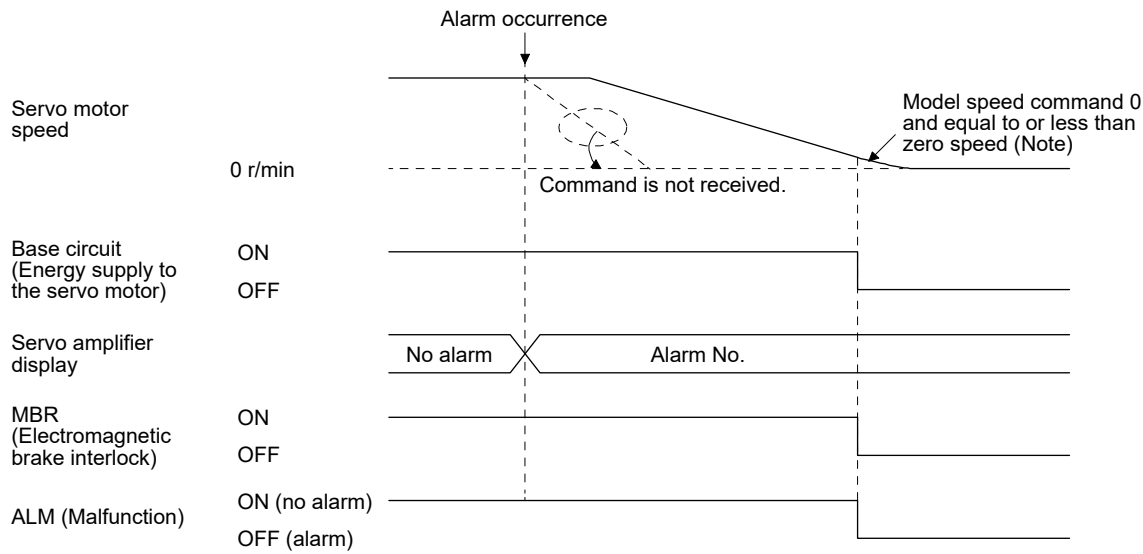 Alarm occurrence
Servo motor
speed
Model speed command 0
and equal to or less than
zero speed (Note)
0 r/min
Command is not received.
Base circuit
(Energy supply to
the servo motor)
ON
OFF
Servo amplifier
display
No alarm
Alarm No.
MBR
(Electromagnetic
brake interlock)
ON
OFF
ALM (Malfunction)
ON (no alarm)
OFF (alarm)